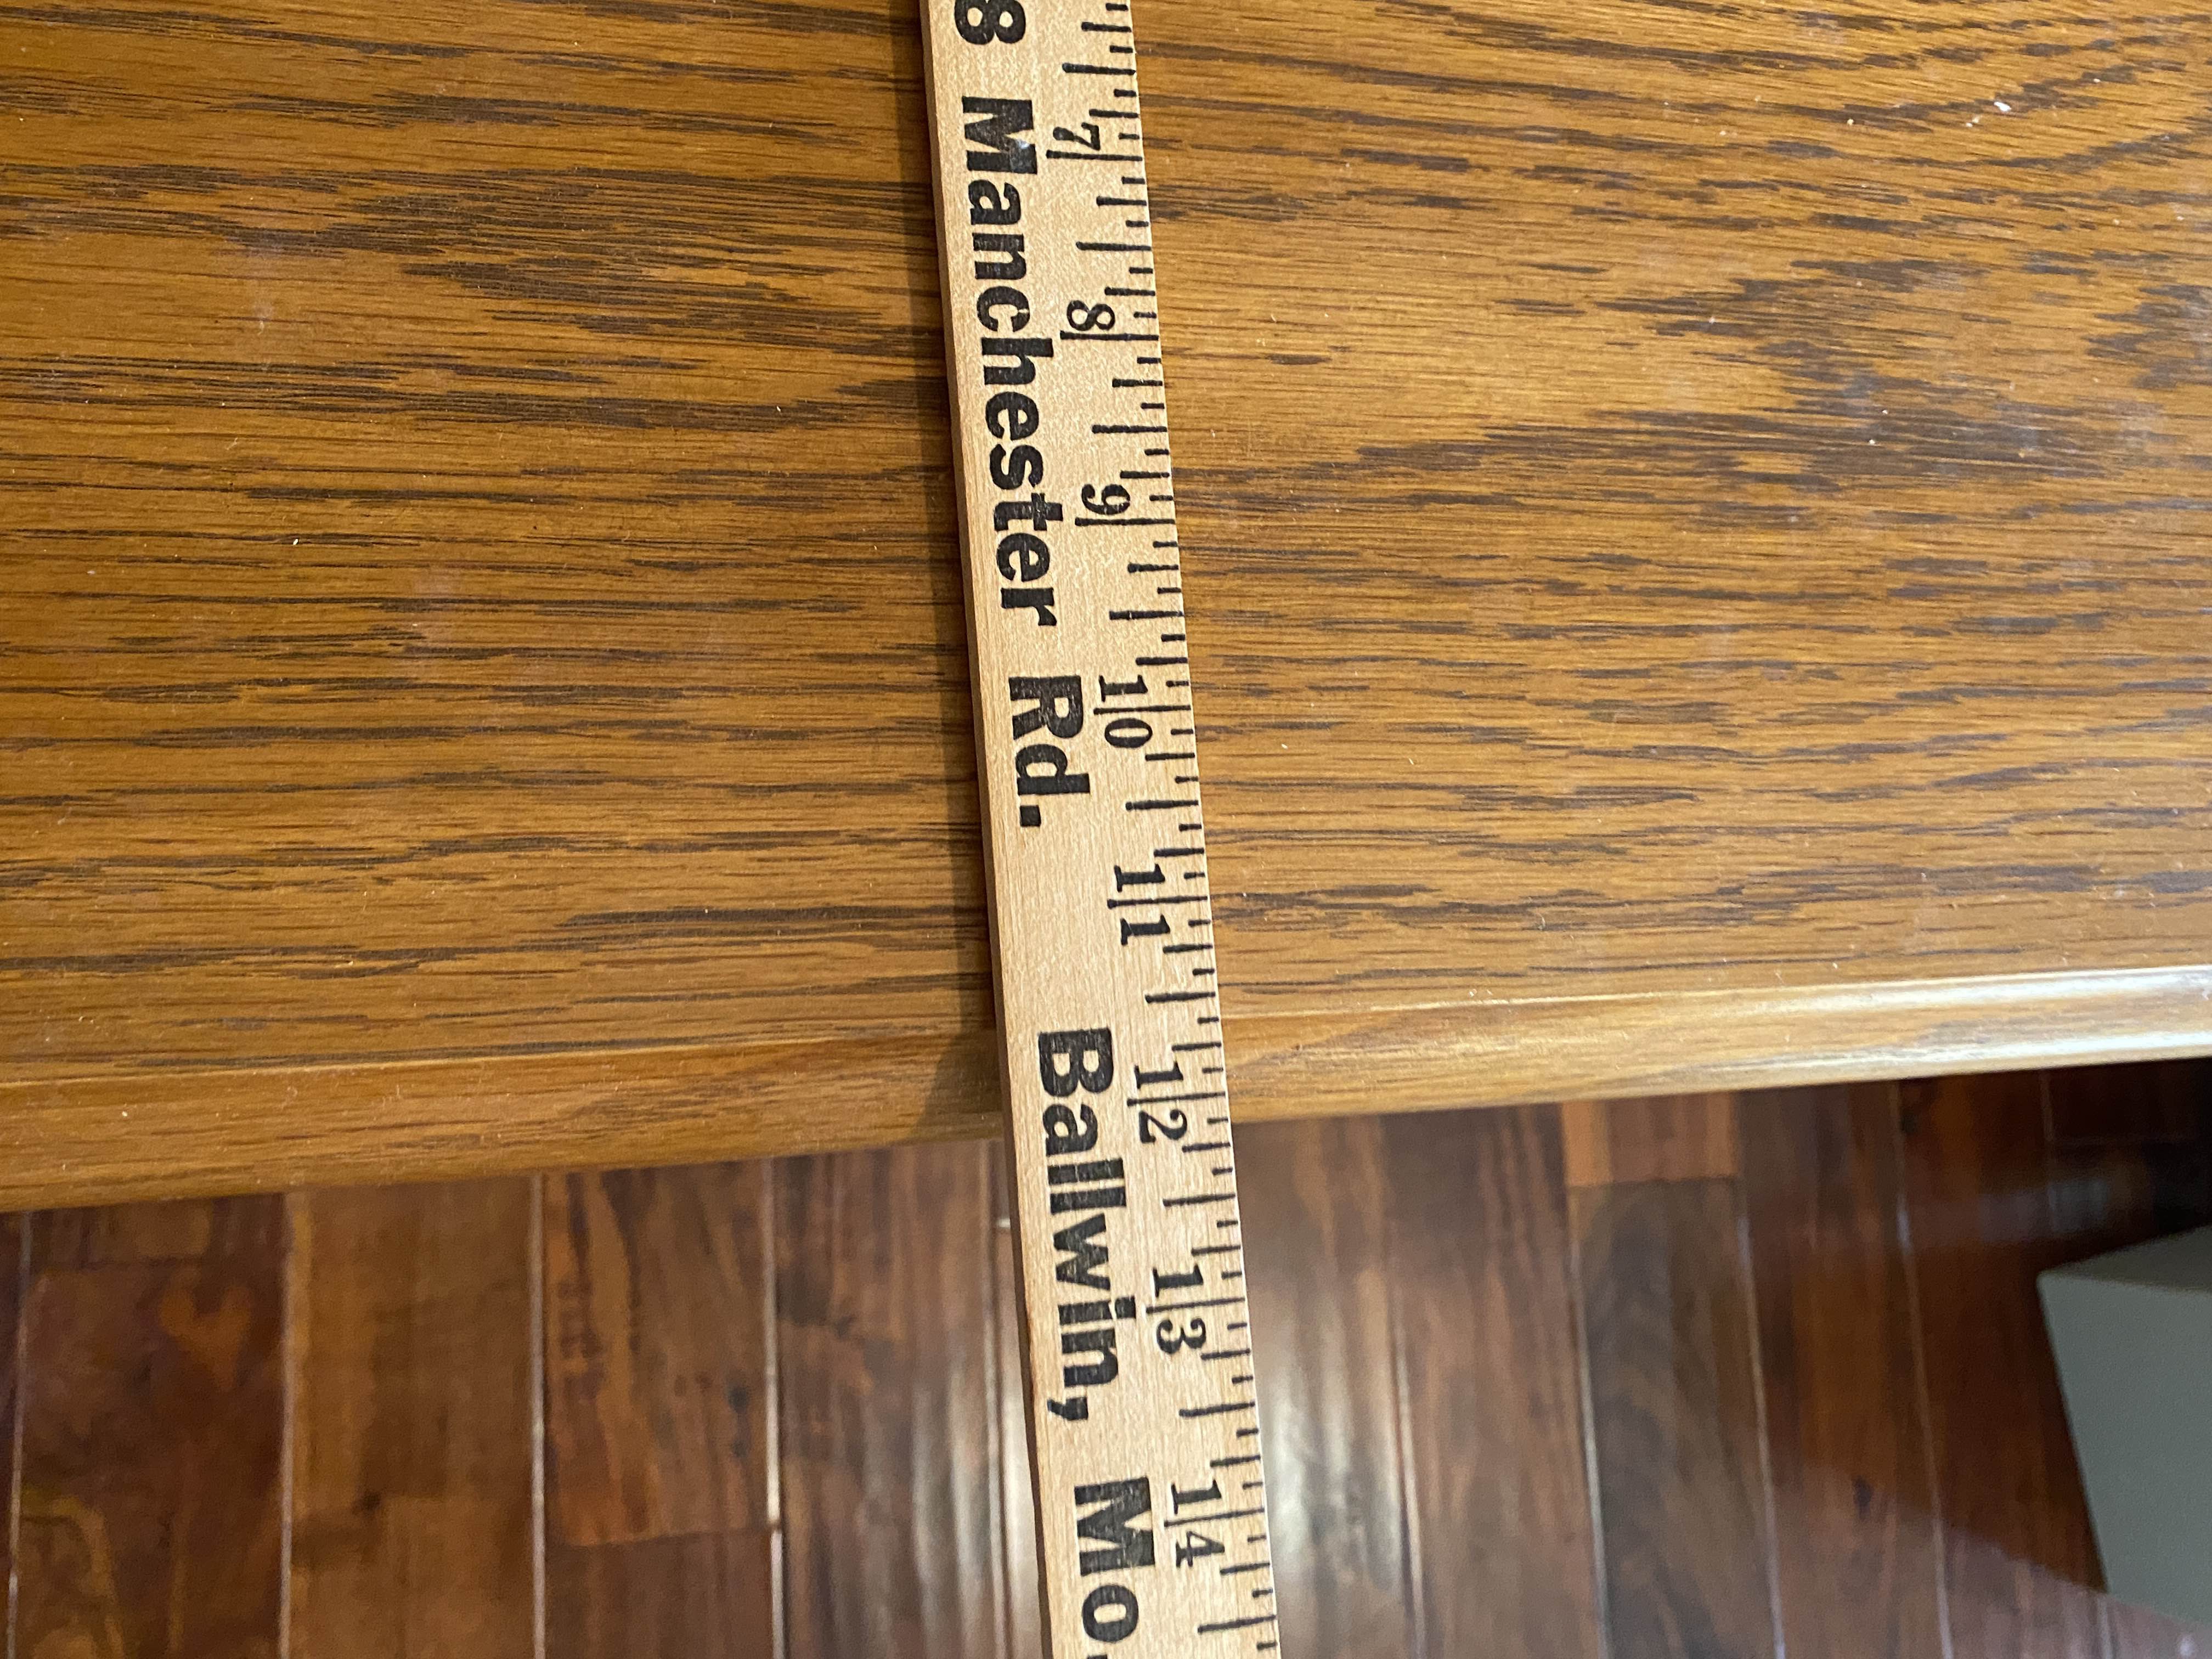 8 Manchester Rd. Ballwin, Mo.
7 8 9 10 11 12 13 14